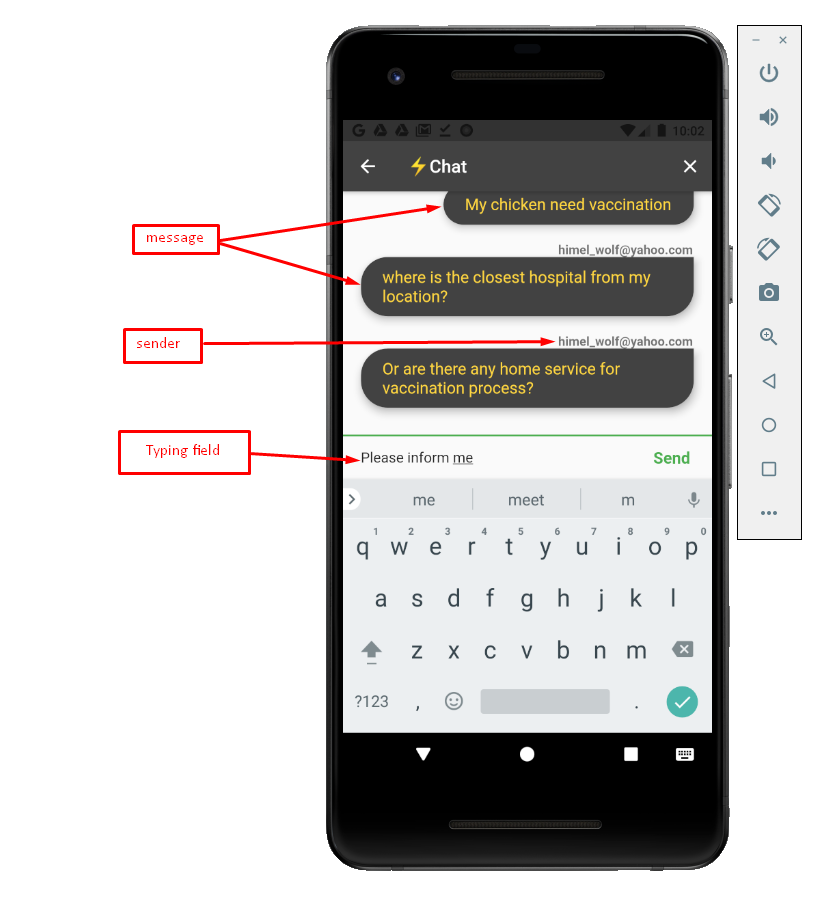 10:02
⚡Chat
My chicken need vaccination
message
himel_wolf@yahoo.com
where is the closest hospital from my
location?
sender
himel_wolf@yahoo.com
Or are there any home service for
vaccination process?
Typing field
Please inform me
Send
me meet m
1 2 3 4 5 6 7 8 9 0
q w e r t y u i o p
a s d f g h j k l
z x c v b n m
?123 , .